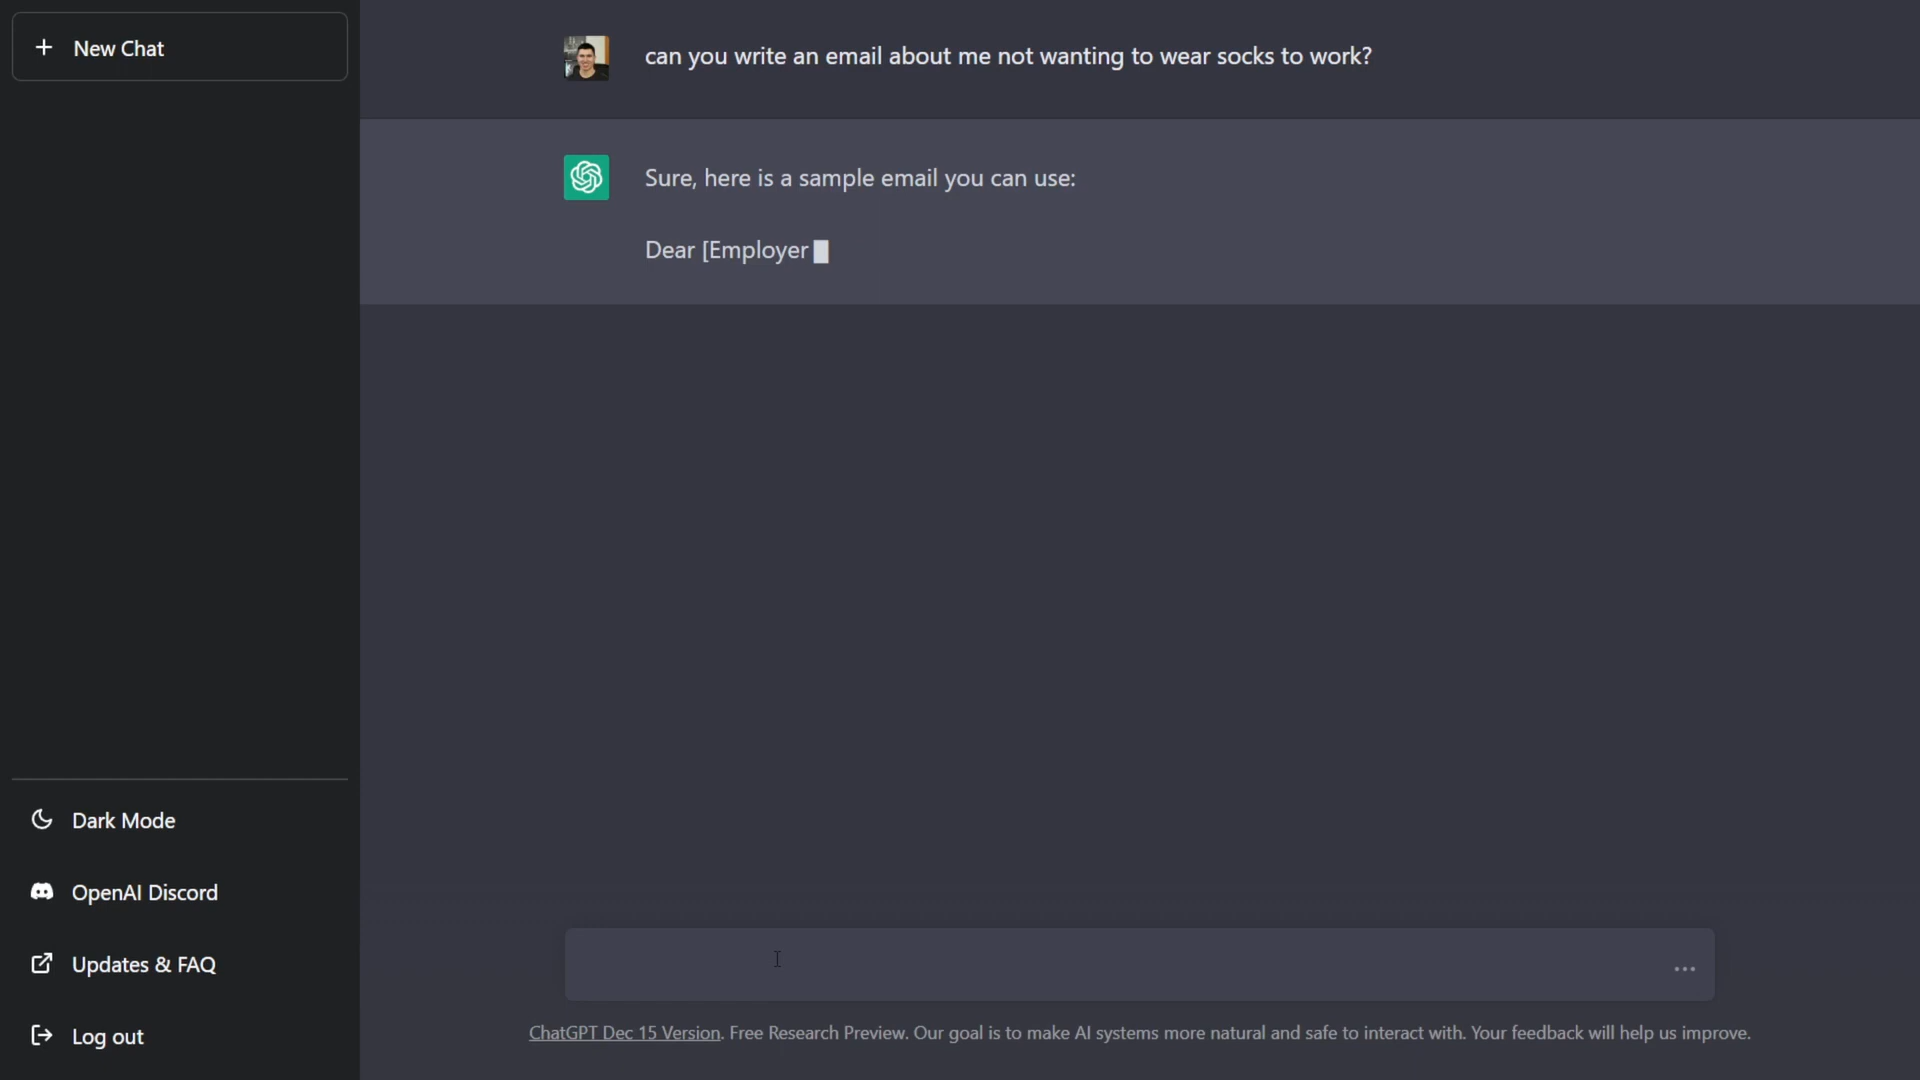 New Chat
can you write an email about me not wanting to wear socks to work?
Sure, here is a sample email you can use:
Dear [Employer
Dark Mode
OpenAI Discord
Updates & FAQ
Log out
ChatGPT Dec 15 Version. Free Research Preview. Our goal is to make AI systems more natural and safe to interact with. Your feedback will help us improve.